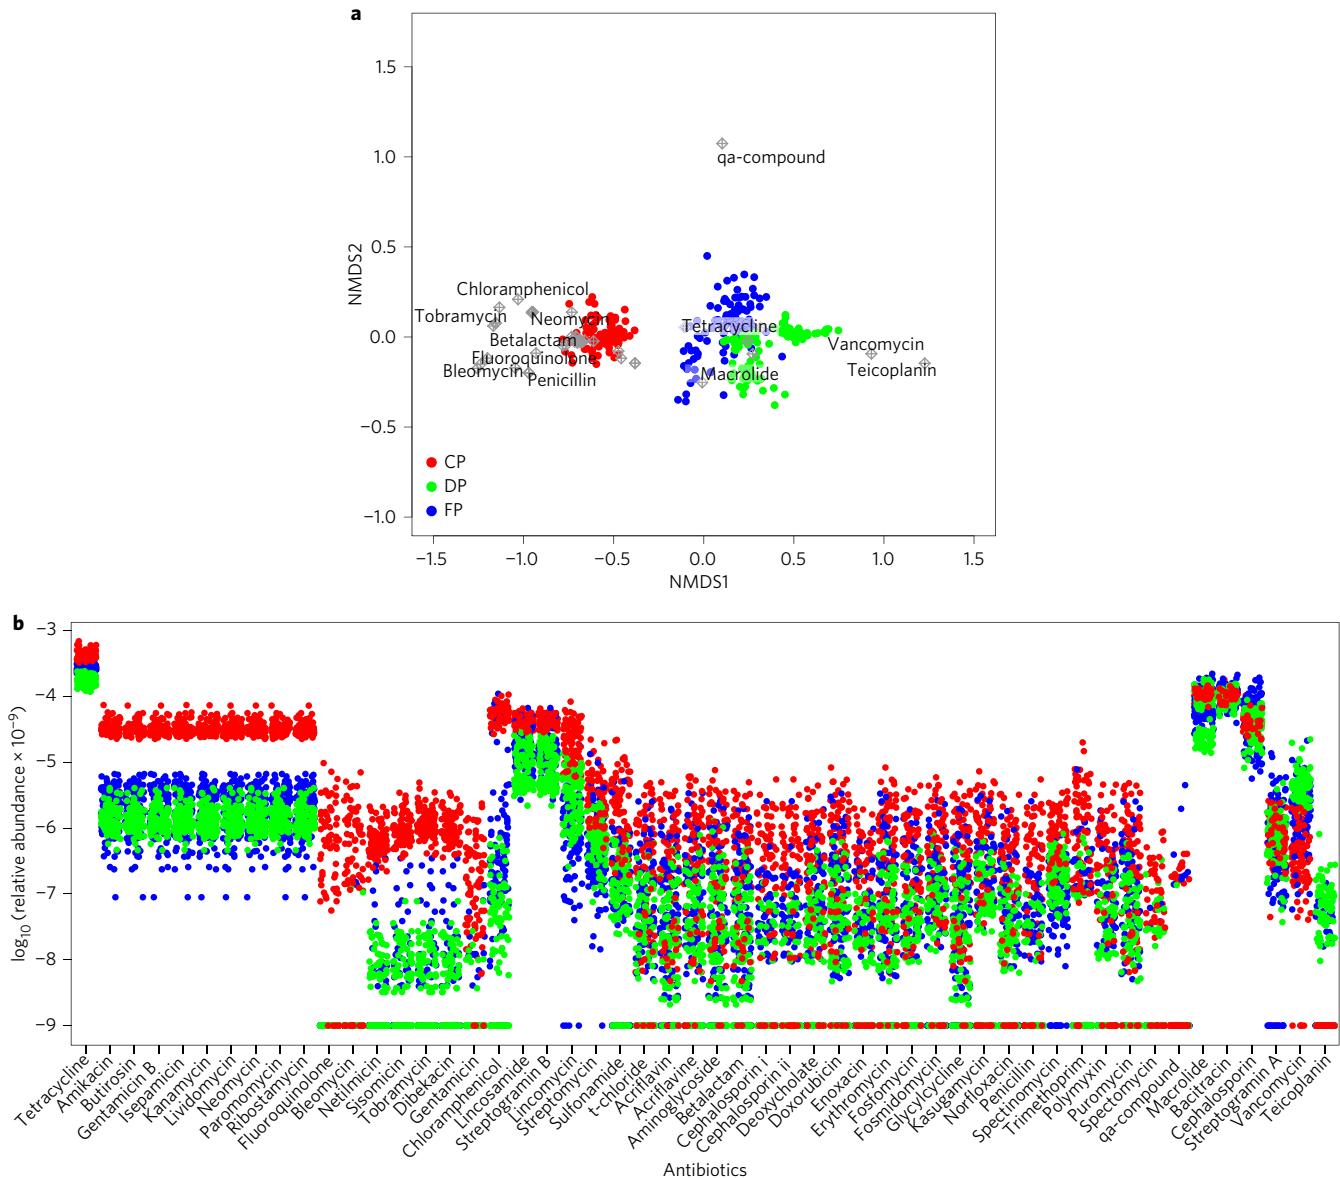 a
1.5
1.0
0.5
0.0
−0.5
−1.0
NMDS2
qa-compound
Chloramphenicol
Tobramycin
Neomycin
Tetracycline
Betalactam
Vancomycin
Fluoroquinolone
Bleomycin
Macrolide
Teicoplanin
Penicillin
CP
DP
FP
−1.5
−1.0
−0.5
0.0
0.5
1.0
1.5
NMDS1
b
−3
−4
−5
−6
−7
−8
−9
log10 (relative abundance × 10−9)
Tetracycline
Amikacin
Butirosin
Gentamicin B
Isepamicin
Kanamycin
Lividomycin
Neomycin
Paromomycin
Ribostamycin
Fluoroquinolone
Bleomycin
Netilmicin
Sisomicin
Tobramycin
Dibekacin
Gentamicin
Chloramphenicol
Lincosamide
Streptogramin B
Lincomycin
Streptomycin
Sulfonamide
t-chloride
Acriflavin
Acriflavine
Aminoglycoside
Betalactam
Cephalosporin i
Cephalosporin ii
Deoxycholate
Doxorubicin
Enoxacin
Erythromycin
Fosfomycin
Fosmidomycin
Glycylcycline
Kasugamycin
Norfloxacin
Penicillin
Spectinomycin
Trimethoprim
Polymyxin
Puromycin
Spectomycin
qa-compound
Macrolide
Bacitracin
Cephalosporin
Streptogramin A
Vancomycin
Teicoplanin
Antibiotics